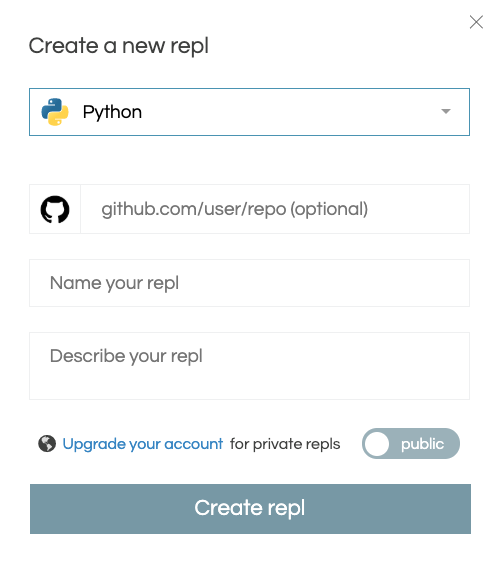 Create a new repl
Python
github.com/user/repo (optional)
Name your repl
Describe your repl
Upgrade your account for private repls public
Create repl